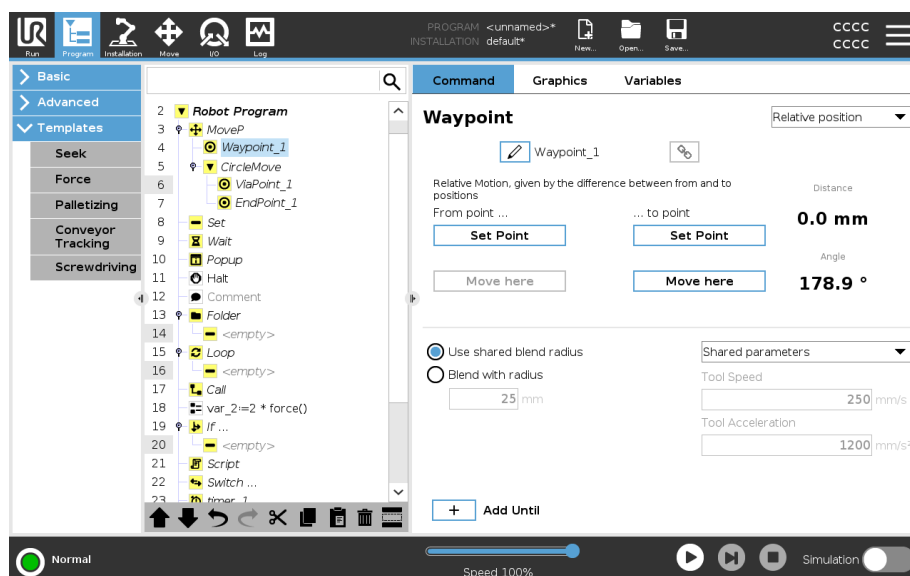 UR
PROGRAM <unnamed>*
INSTALLATION default*
CCCC
CCCC
Run
Program
Installation
Move
I/O
Log
New...
Open...
Save...
Basic
Advanced
Templates
Seek
Force
Palletizing
Conveyor
Tracking
Screwdriving
2 Robot Program
3 MoveP
4 Waypoint_1
5 CircleMove
6 ViaPoint_1
7 EndPoint_1
8 Set
9 Wait
10 Popup
11 Halt
12 Comment
13 Folder
14 <empty>
15 Loop
16 <empty>
17 Call
18 var_2:=2 * force()
19 If ...
20 <empty>
21 Script
22 Switch ...
23 timer_1
Command Graphics Variables
Waypoint
Relative position
Waypoint_1
Relative Motion, given by the difference between from and to
positions
From point ... ... to point
Set Point Set Point
Move here Move here
Distance
0.0 mm
Angle
178.9 °
Use shared blend radius
Blend with radius
25 mm
Shared parameters
Tool Speed
250 mm/s
Tool Acceleration
1200 mm/s²
+ Add Until
Normal
Speed 100%
Simulation